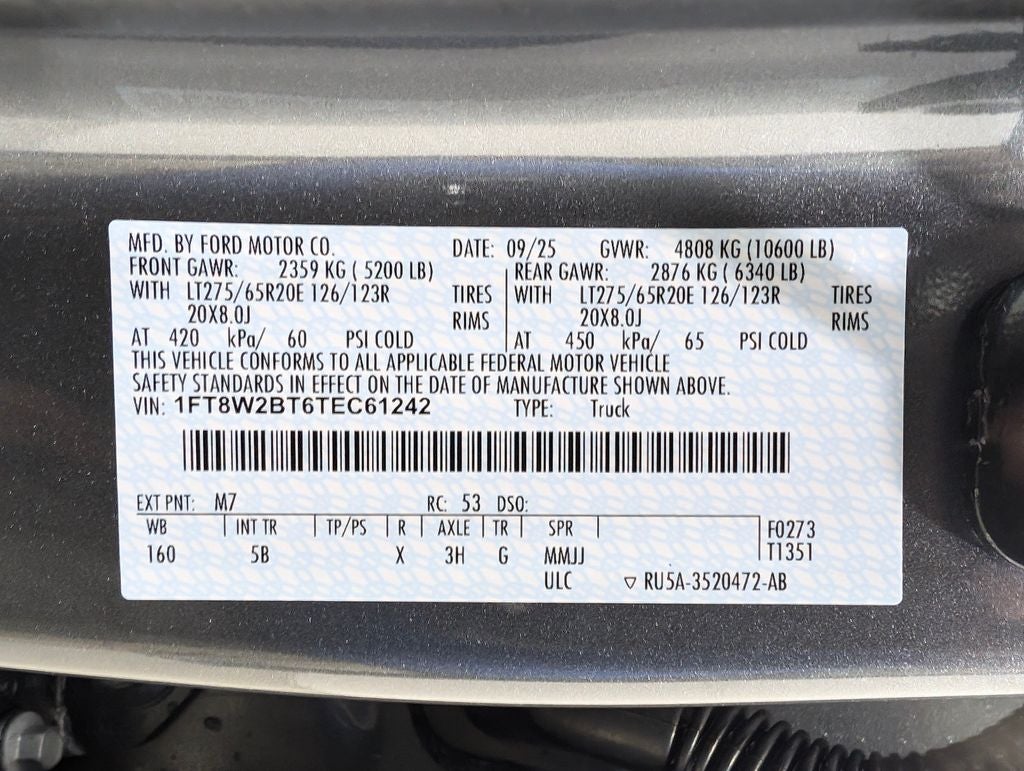 MFD. BY FORD MOTOR CO. DATE: 09/25 GVWR: 4808 KG (10600 LB)
FRONT GAWR: 2359 KG ( 5200 LB) REAR GAWR: 2876 KG ( 6340 LB)
WITH LT275/65R20E 126/123R TIRES WITH LT275/65R20E 126/123R TIRES
20X8.0J RIMS 20X8.0J RIMS
AT 420 kPa/ 60 PSI COLD AT 450 kPa/ 65 PSI COLD
THIS VEHICLE CONFORMS TO ALL APPLICABLE FEDERAL MOTOR VEHICLE
SAFETY STANDARDS IN EFFECT ON THE DATE OF MANUFACTURE SHOWN ABOVE.
VIN: 1FT8W2BT6TEC61242 TYPE: Truck
EXT PNT: M7 RC: 53 DSO:
WB INT TR TP/PS R AXLE TR SPR F0273
160 5B X 3H G MMJJ T1351
ULC ▽ RU5A-3520472-AB